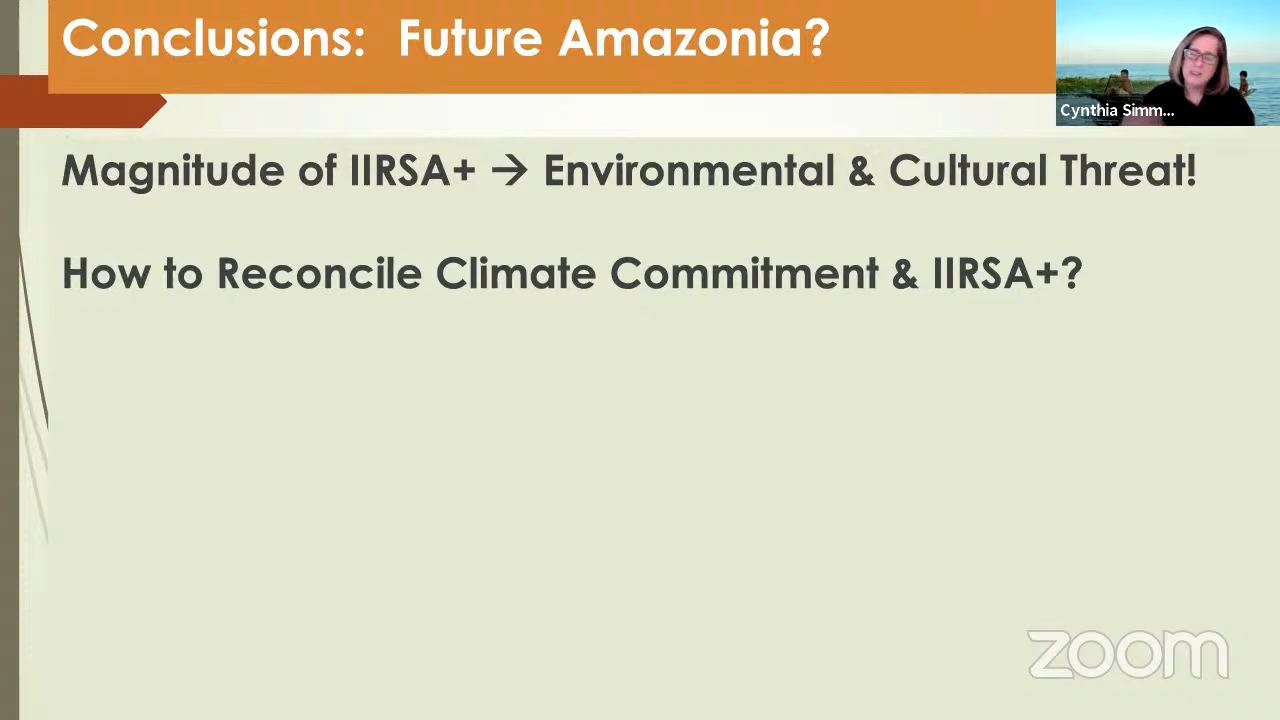 Conclusions: Future Amazonia?
Cynthia Simm...
Magnitude of IIRSA+ → Environmental & Cultural Threat!
How to Reconcile Climate Commitment & IIRSA+?
zoom